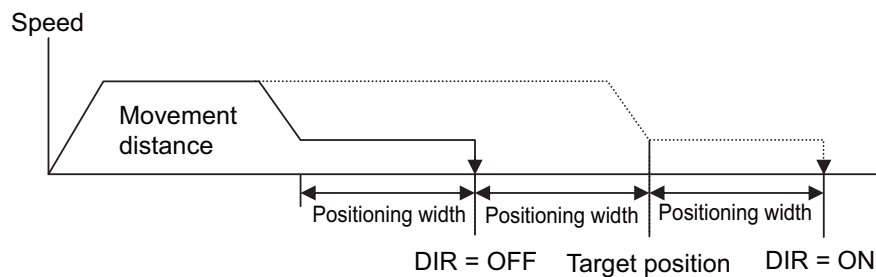 Speed
Movement
distance
Positioning width
Positioning width
Positioning width
DIR = OFF
Target position
DIR = ON